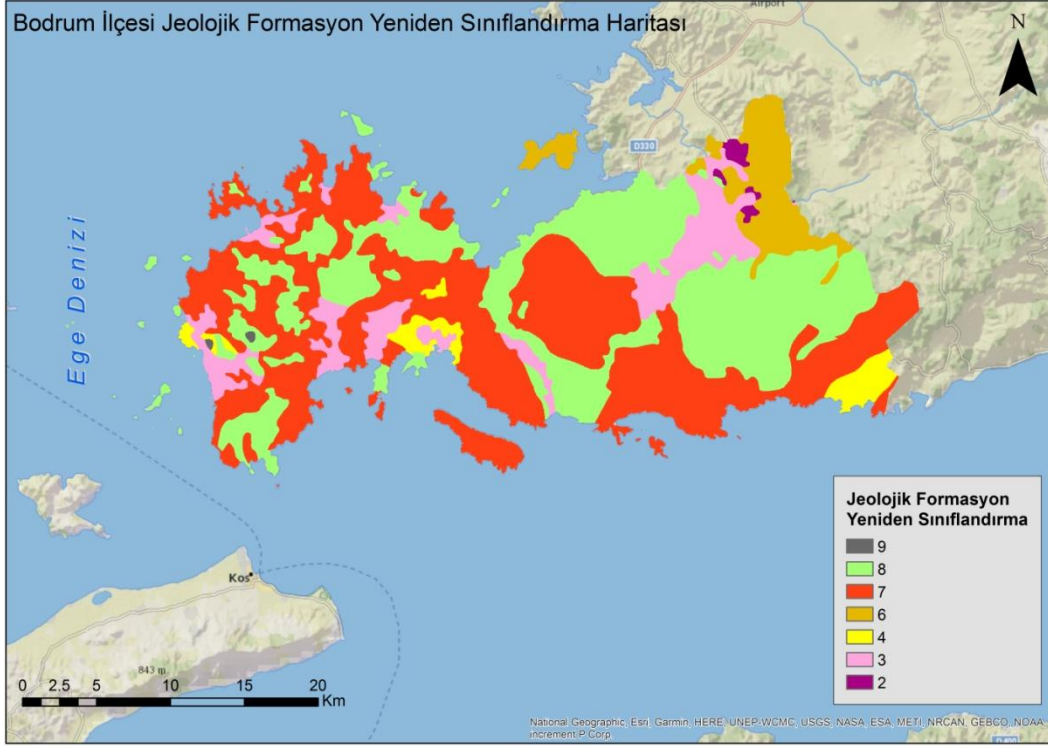 Bodrum İlçesi Jeolojik Formasyon Yeniden Sınıflandırma Haritası
Airport
N
D330
Ege Denizi
Jeolojik Formasyon
Yeniden Sınıflandırma
9
8
7
6
4
3
2
Kos
843 m
0 2.5 5 10 15 20
Km
National Geographic, Esri, Garmin, HERE, UNEP-WCMC, USGS, NASA, ESA, METI, NRCAN, GEBCO, NOAA,
increment P Corp.
D400